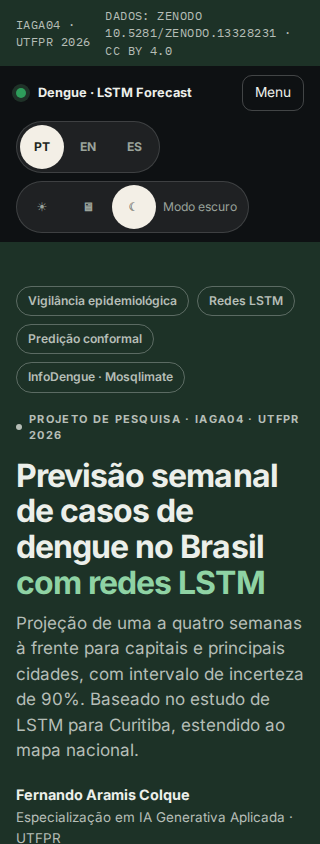 IAGA04 ·
UTFPR 2026
DADOS: ZENODO
10.5281/ZENODO.13328231 ·
CC BY 4.0
Dengue · LSTM Forecast
Menu
PT EN ES
Modo escuro
Vigilância epidemiológica
Redes LSTM
Predição conformal
InfoDengue · Mosqlimate
PROJETO DE PESQUISA · IAGA04 · UTFPR
2026
Previsão semanal
de casos de
dengue no Brasil
com redes LSTM
Projeção de uma a quatro semanas
à frente para capitais e principais
cidades, com intervalo de incerteza
de 90%. Baseado no estudo de
LSTM para Curitiba, estendido ao
mapa nacional.
Fernando Aramis Colque
Especialização em IA Generativa Aplicada ·
UTFPR